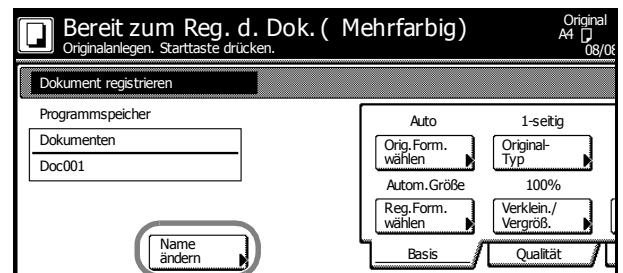 Bereit zum Reg. d. Dok. ( Mehrfarbig)
Originalanlegen. Starttaste drücken.
Original
A4
08/08
Dokument registrieren
Programmspeicher
Dokumenten
Doc001
Name
ändern
Auto
1-seitig
Orig.Form.
wählen
Original-
Typ
Autom.Größe
100%
Reg.Form.
wählen
Verklein./
Vergröß.
Basis
Qualität